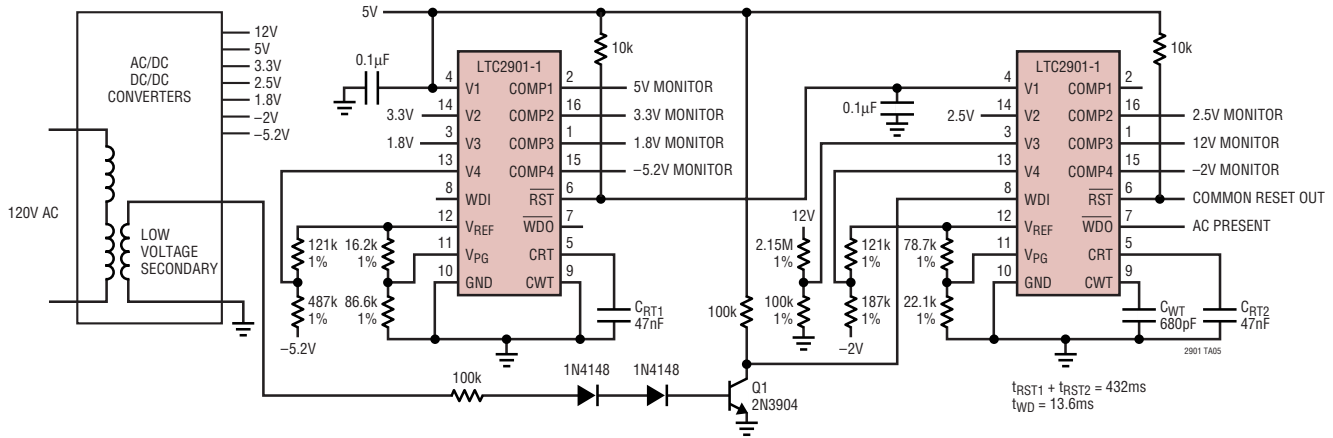 5V
12V
5V
3.3V
2.5V
1.8V
–2V
–5.2V
AC/DC
DC/DC
CONVERTERS
120V AC
LOW
VOLTAGE
SECONDARY
0.1µF
10k
LTC2901-1
4 V1 COMP1 2 5V MONITOR
3.3V 14 V2 COMP2 16 3.3V MONITOR
1.8V 3 V3 COMP3 1 1.8V MONITOR
13 V4 COMP4 15 –5.2V MONITOR
8 WDI RST 6
12 VREF WDO 7
11 VPG CRT 5
10 GND CWT 9
121k
1%
16.2k
1%
487k
1%
86.6k
1%
–5.2V
CRT1
47nF
100k
1N4148
1N4148
Q1
2N3904
100k
0.1µF
10k
LTC2901-1
4 V1 COMP1 2
2.5V 14 V2 COMP2 16 2.5V MONITOR
3 V3 COMP3 1 12V MONITOR
13 V4 COMP4 15 –2V MONITOR
8 WDI RST 6 COMMON RESET OUT
12 VREF WDO 7 AC PRESENT
11 VPG CRT 5
10 GND CWT 9
12V
2.15M
1%
100k
1%
121k
1%
187k
1%
–2V
78.7k
1%
22.1k
1%
CWT
680pF
CRT2
47nF
2901 TA05
tRST1 + tRST2 = 432ms
tWD = 13.6ms